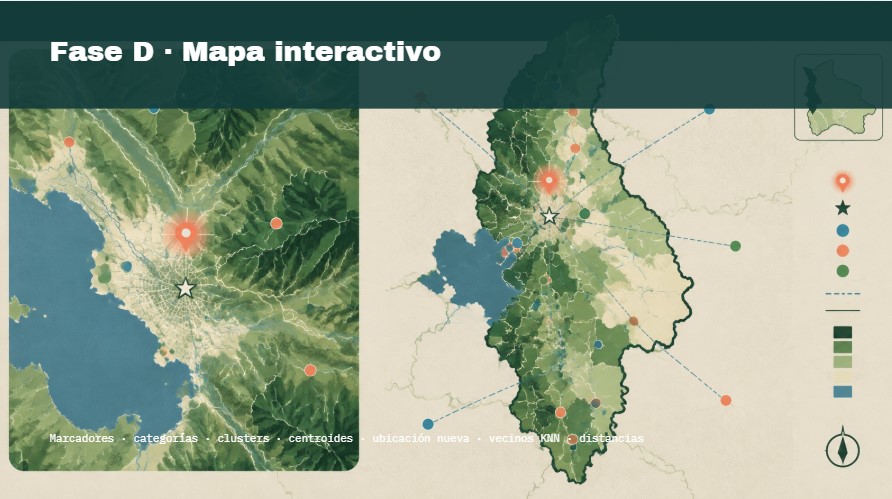 Fase D · Mapa interactivo
Marcadores · categorías · clusters · centroides · ubicación nueva · vecinos KNN · distancias